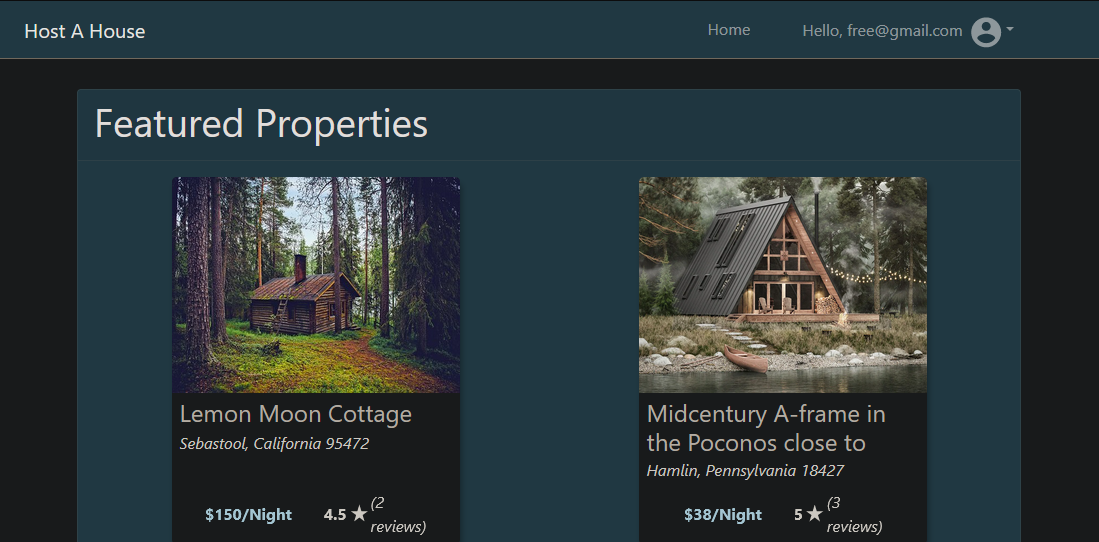 Host A House
Home
Hello, free@gmail.com
Featured Properties
Lemon Moon Cottage
Sebastool, California 95472
$150/Night
4.5 ★ (2
reviews)
Midcentury A-frame in
the Poconos close to
Hamlin, Pennsylvania 18427
$38/Night
5 ★ (3
reviews)